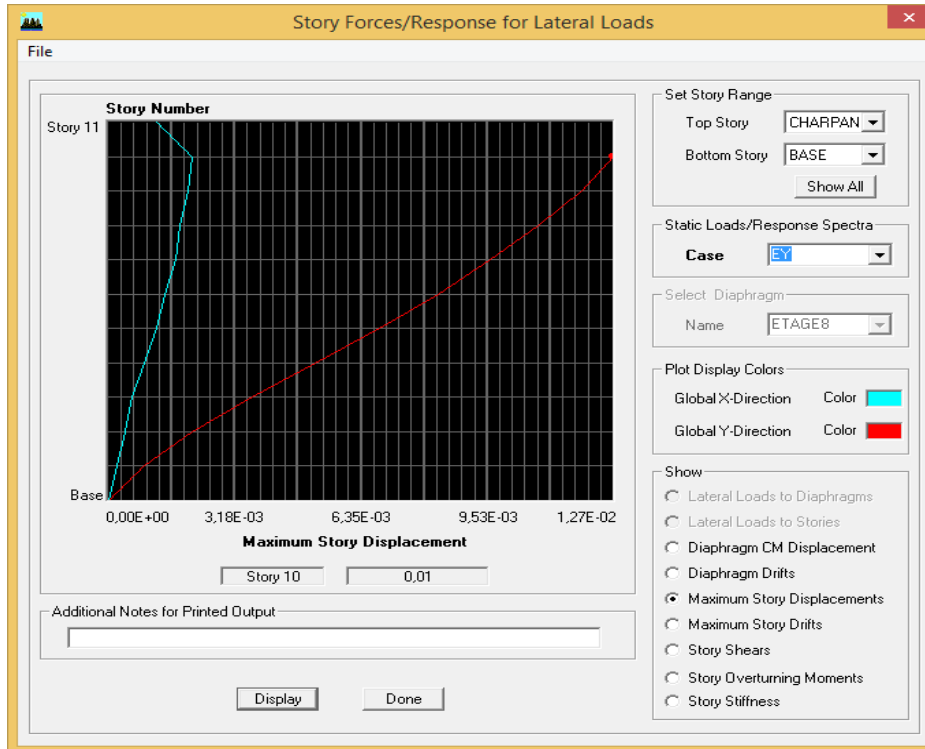 Story Forces/Response for Lateral Loads
File
Story Number
Story 11
Base
0,00E+00 3,18E-03 6,35E-03 9,53E-03 1,27E-02
Maximum Story Displacement
Story 10 0,01
Additional Notes for Printed Output
Display Done
Set Story Range
Top Story CHARPAN
Bottom Story BASE
Show All
Static Loads/Response Spectra
Case EY
Select Diaphragm
Name ETAGE8
Plot Display Colors
Global X-Direction Color
Global Y-Direction Color
Show
Lateral Loads to Diaphragms
Lateral Loads to Stories
Diaphragm CM Displacement
Diaphragm Drifts
Maximum Story Displacements
Maximum Story Drifts
Story Shears
Story Overturning Moments
Story Stiffness